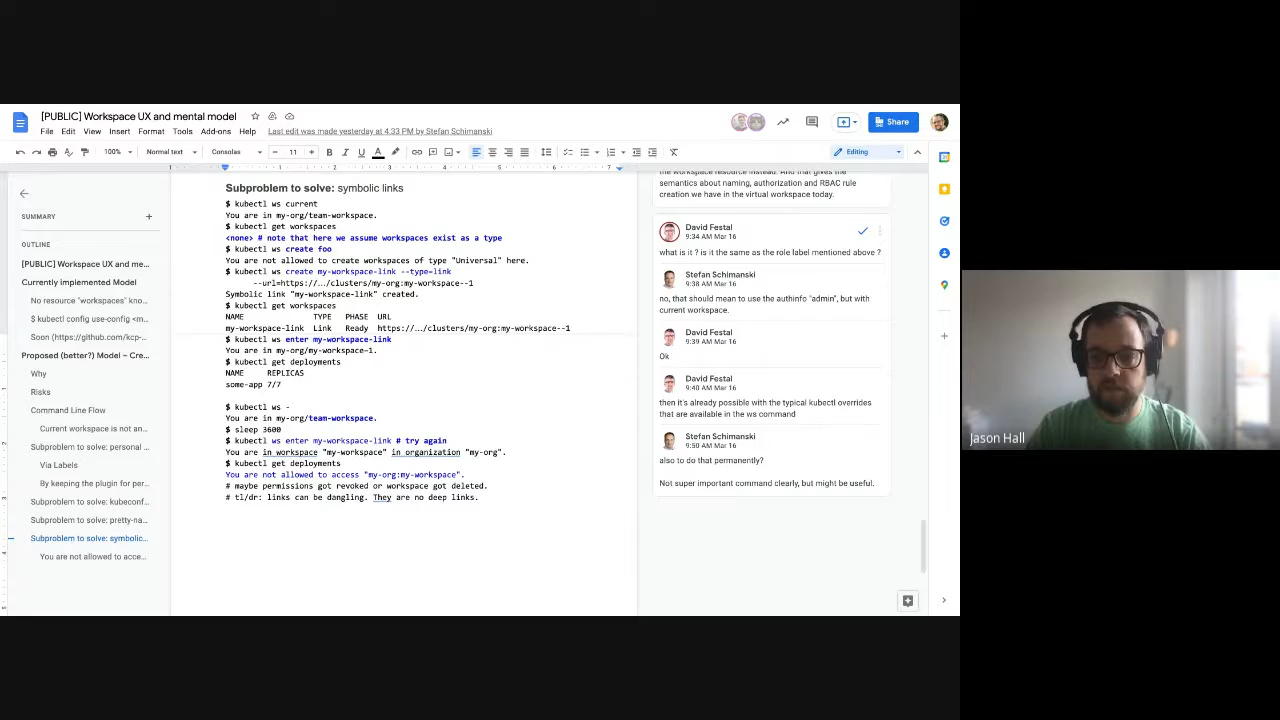 [PUBLIC] Workspace UX and mental model
File Edit View Insert Format Tools Add-ons Help Last edit was made yesterday at 4:33 PM by Stefan Schimanski
Share
100% Normal text Consolas 11 Editing
SUMMARY
OUTLINE
[PUBLIC] Workspace UX and me...
Currently implemented Model
No resource "workspaces" kno...
$ kubectl config use-config <m...
Soon (https://github.com/kcp-...
Proposed (better?) Model – Cre...
Why
Risks
Command Line Flow
Current workspace is not an...
Subproblem to solve: personal ...
Via Labels
By keeping the plugin for per...
Subproblem to solve: kubeconf...
Subproblem to solve: pretty-na...
Subproblem to solve: symbolic...
You are not allowed to acce...
Subproblem to solve: symbolic links
$ kubectl ws current
You are in my-org/team-workspace.
$ kubectl get workspaces
<none> # note that here we assume workspaces exist as a type
$ kubectl ws create foo
You are not allowed to create workspaces of type "Universal" here.
$ kubectl ws create my-workspace-link --type=link
--url=https://.../clusters/my-org:my-workspace--1
Symbolic link "my-workspace-link" created.
$ kubectl get workspaces
NAME TYPE PHASE URL
my-workspace-link Link Ready https://.../clusters/my-org:my-workspace--1
$ kubectl ws enter my-workspace-link
You are in my-org/my-workspace-1.
$ kubectl get deployments
NAME REPLICAS
some-app 7/7
$ kubectl ws -
You are in my-org/team-workspace.
$ sleep 3600
$ kubectl ws enter my-workspace-link # try again
You are in workspace "my-workspace" in organization "my-org".
$ kubectl get deployments
You are not allowed to access "my-org:my-workspace".
# maybe permissions got revoked or workspace got deleted.
# tl/dr: links can be dangling. They are no deep links.
the workspace resource instead. And that gives the
semantics about naming, authorization and RBAC rule
creation we have in the virtual workspace today.
David Festal
9:34 AM Mar 16
what is it ? is it the same as the role label mentioned above ?
Stefan Schimanski
9:38 AM Mar 16
no, that should mean to use the authinfo "admin", but with
current workspace.
David Festal
9:39 AM Mar 16
Ok
David Festal
9:40 AM Mar 16
then it's already possible with the typical kubectl overrides
that are available in the ws command
Stefan Schimanski
9:50 AM Mar 16
also to do that permanently?
Not super important command clearly, but might be useful.
Jason Hall